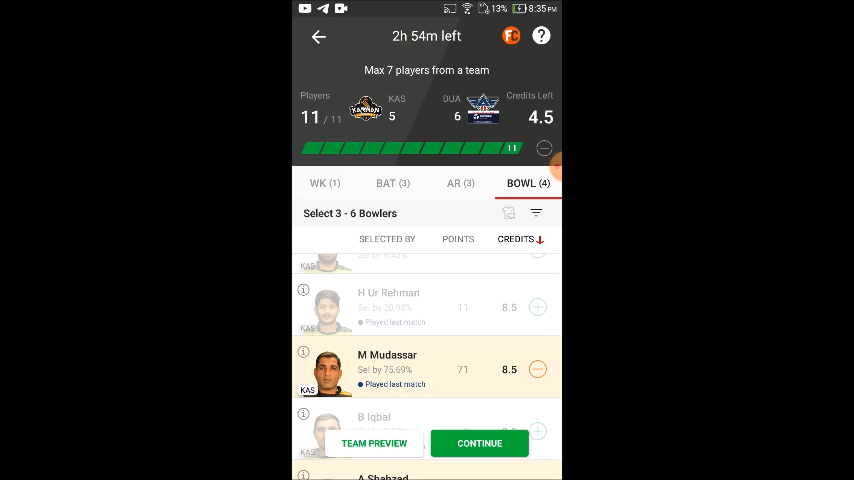 13% 8:35 PM
2h 54m left
FC ?
Max 7 players from a team
Players KAS DUA Credits Left
11 / 11 5 6 4.5
11
WK (1) BAT (3) AR (3) BOWL (4)
Select 3 - 6 Bowlers
SELECTED BY POINTS CREDITS
KAS
H Ur Rehman
Sel by 20.98% 11 8.5
Played last match
KAS
M Mudassar
Sel by 75.69% 71 8.5
Played last match
KAS
B Iqbal
KAS
TEAM PREVIEW CONTINUE
A Shahzad